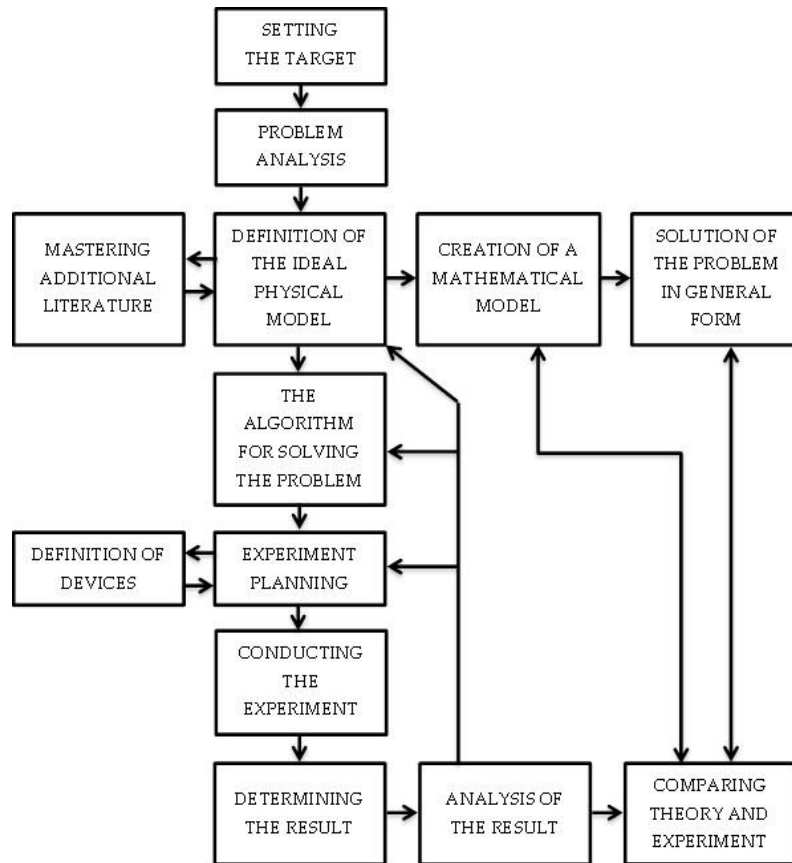 SETTING
THE TARGET
PROBLEM
ANALYSIS
MASTERING
ADDITIONAL
LITERATURE
DEFINITION OF
THE IDEAL
PHYSICAL
MODEL
CREATION OF A
MATHEMATICAL
MODEL
SOLUTION OF
THE PROBLEM
IN GENERAL
FORM
THE
ALGORITHM
FOR SOLVING
THE PROBLEM
DEFINITION OF
DEVICES
EXPERIMENT
PLANNING
CONDUCTING
THE
EXPERIMENT
DETERMINING
THE RESULT
ANALYSIS OF
THE RESULT
COMPARING
THEORY AND
EXPERIMENT